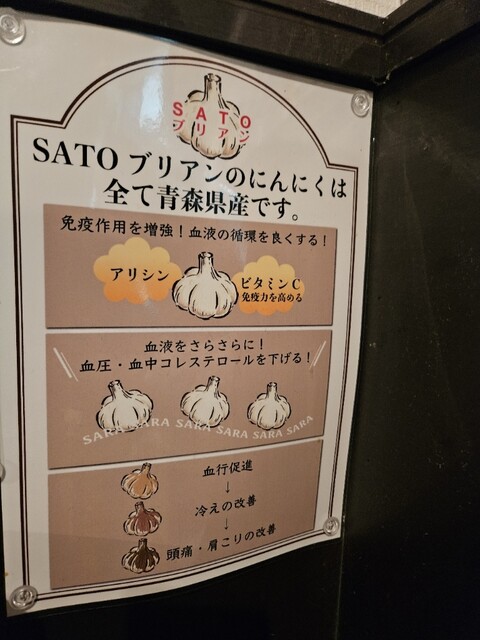 SATO
ブリアン
SATOブリアンのにんにくは
全て青森県産です。
免疫作用を増強！血液の循環を良くする！
アリシン
ビタミンC
免疫力を高める
血液をさらさらに！
血圧・血中コレステロールを下げる！
SARA SARA SARA SARA SARA SARA
血行促進
↓
冷えの改善
↓
頭痛・肩こりの改善